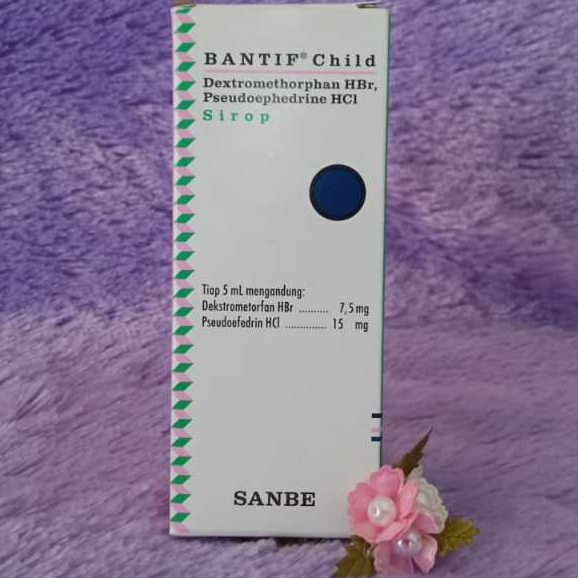 BANTIF® Child
Dextromethorphan HBr,
Pseudoephedrine HCl
Sirop
Tiap 5 mL mengandung:
Dekstrometorfan HBr .......... 7,5 mg
Pseudoefedrin HCl .............. 15 mg
SANBE